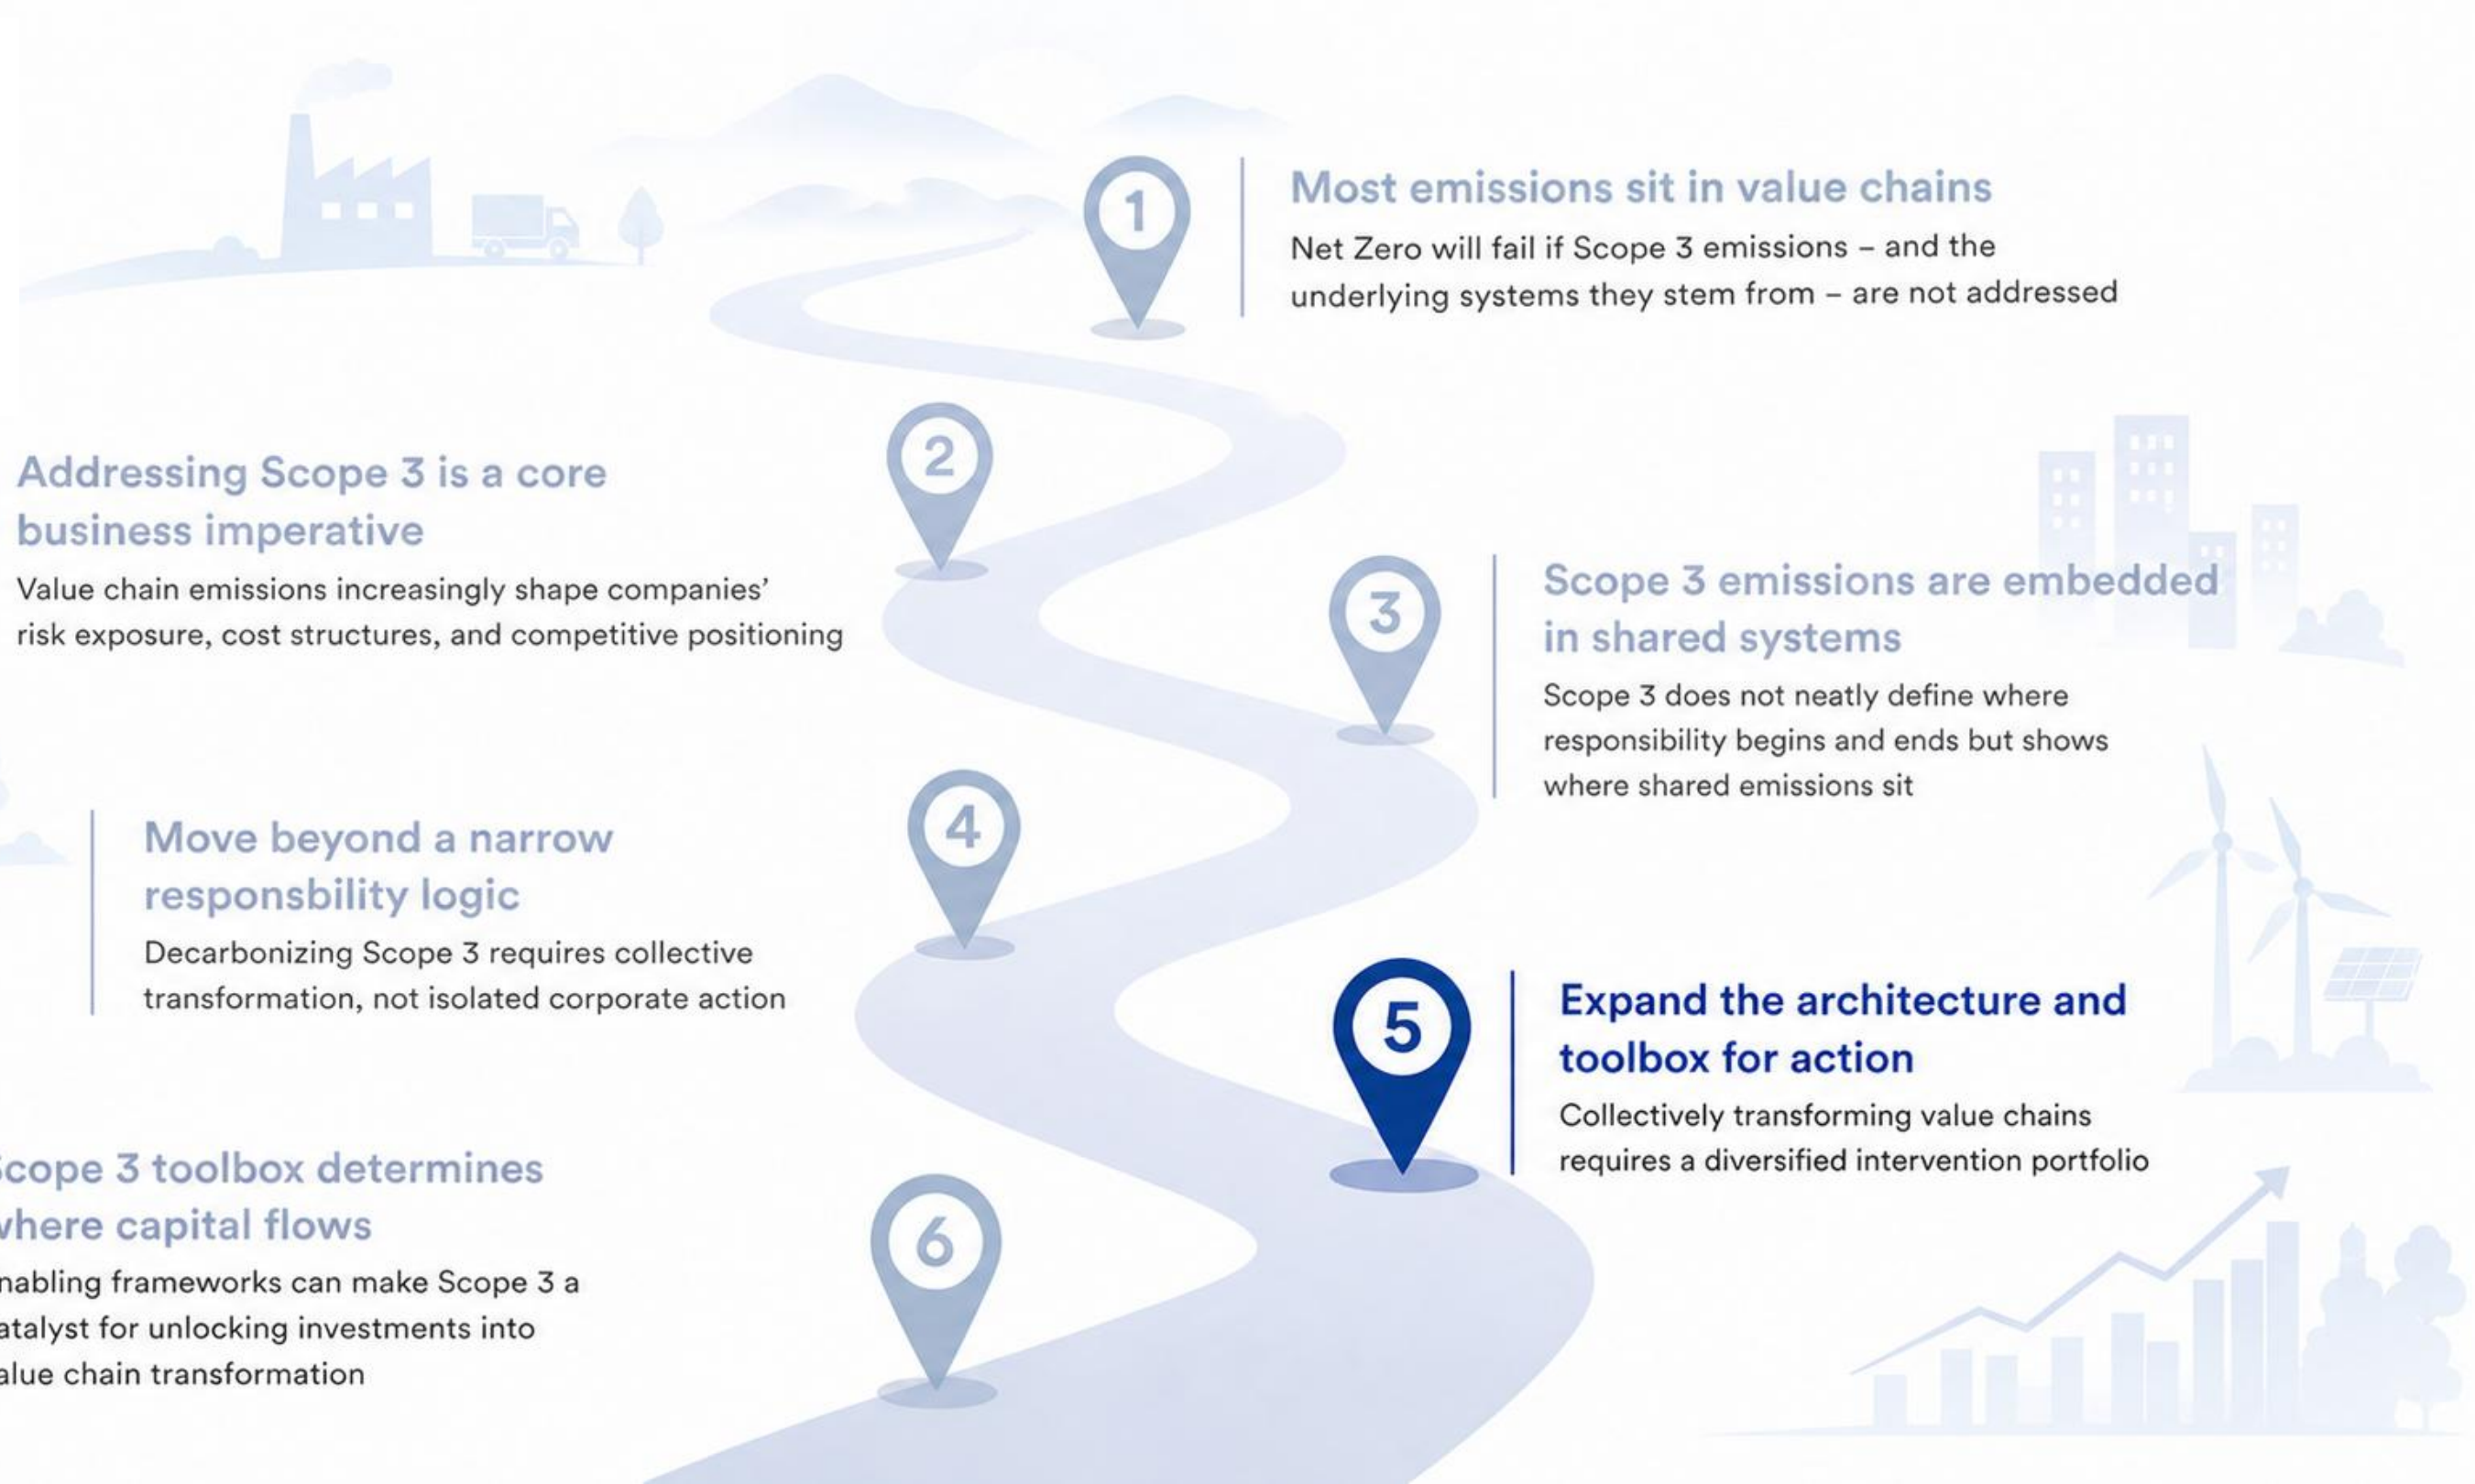 1
Most emissions sit in value chains
Net Zero will fail if Scope 3 emissions – and the
underlying systems they stem from – are not addressed
2
Addressing Scope 3 is a core
business imperative
Value chain emissions increasingly shape companies’
risk exposure, cost structures, and competitive positioning
3
Scope 3 emissions are embedded
in shared systems
Scope 3 does not neatly define where
responsibility begins and ends but shows
where shared emissions sit
4
Move beyond a narrow
responsbility logic
Decarbonizing Scope 3 requires collective
transformation, not isolated corporate action
5
Expand the architecture and
toolbox for action
Collectively transforming value chains
requires a diversified intervention portfolio
6
cope 3 toolbox determines
here capital flows
nabling frameworks can make Scope 3 a
atalyst for unlocking investments into
alue chain transformation